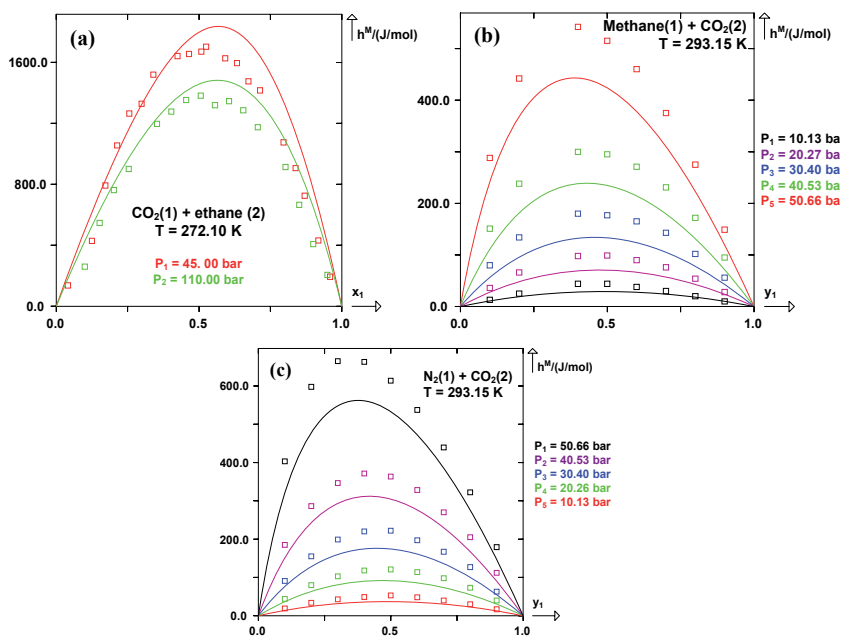 (a)
h^M/(J/mol)
1600.0
800.0
0.0
CO₂(1) + ethane (2)
T = 272.10 K
P₁ = 45. 00 bar
P₂ = 110.00 bar
x₁
0.0
0.5
1.0
(b)
Methane(1) + CO₂(2)
T = 293.15 K
h^M/(J/mol)
400.0
200.0
0.0
P₁ = 10.13 ba
P₂ = 20.27 ba
P₃ = 30.40 ba
P₄ = 40.53 ba
P₅ = 50.66 ba
y₁
0.0
0.5
1.0
(c)
N₂(1) + CO₂(2)
T = 293.15 K
h^M/(J/mol)
600.0
400.0
200.0
0.0
P₁ = 50.66 bar
P₂ = 40.53 bar
P₃ = 30.40 bar
P₄ = 20.26 bar
P₅ = 10.13 bar
y₁
0.0
0.5
1.0